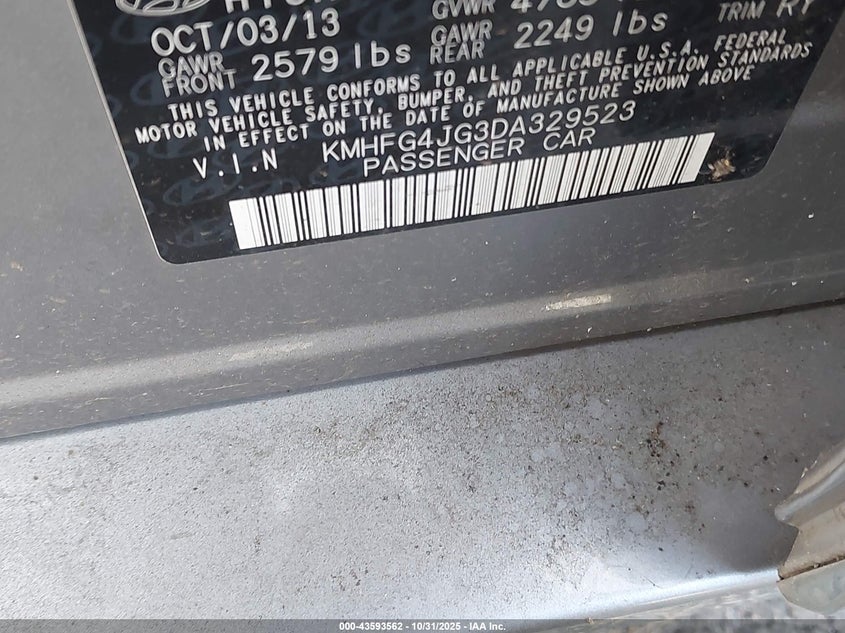 OCT/03/13
GAWR FRONT 2579 lbs
GVWR
GAWR REAR 2249 lbs
TRIM
THIS VEHICLE CONFORMS TO ALL APPLICABLE U.S.A. FEDERAL
MOTOR VEHICLE SAFETY, BUMPER, AND THEFT PREVENTION STANDARDS
IN EFFECT ON THE DATE OF MANUFACTURE SHOWN ABOVE
V.I.N KMHFG4JG3DA329523
PASSENGER CAR
000-43593562 - 10/31/2025 - IAA Inc.